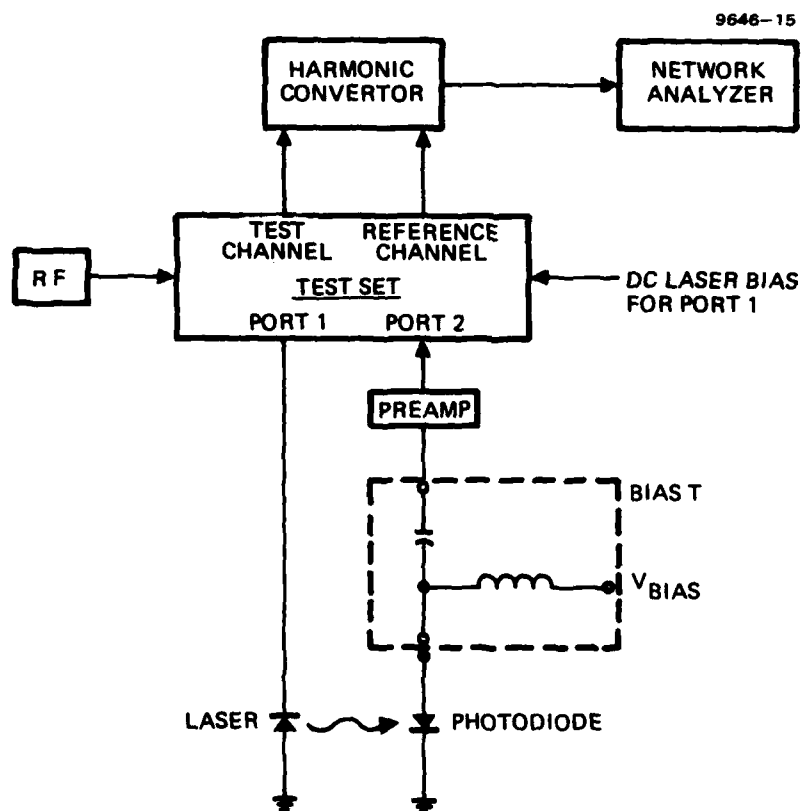 9646-15
HARMONIC
CONVERTOR
NETWORK
ANALYZER
TEST
CHANNEL
REFERENCE
CHANNEL
RF
TEST SET
DC LASER BIAS
FOR PORT 1
PORT 1
PORT 2
PREAMP
BIAS T
VBIAS
LASER
PHOTODIODE